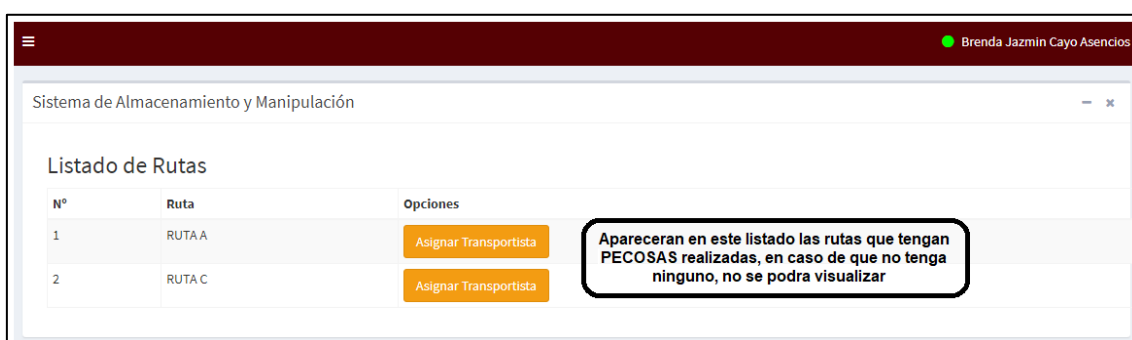 Brenda Jazmin Cayo Asencios
Sistema de Almacenamiento y Manipulación
Listado de Rutas
Nº Ruta Opciones
1 RUTA A Asignar Transportista
2 RUTA C Asignar Transportista
Apareceran en este listado las rutas que tengan
PECOSAS realizadas, en caso de que no tenga
ninguno, no se podra visualizar